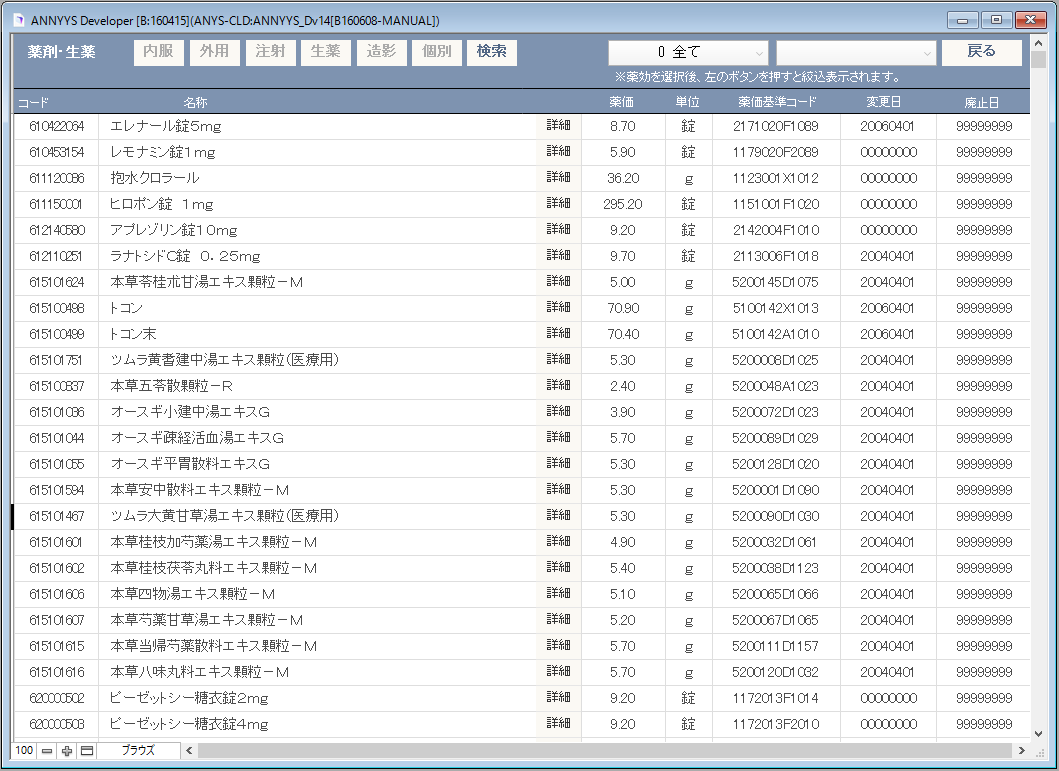 ANNYYS Developer [B:160415](ANYS-CLD:ANNYYS_Dv14[B160608-MANUAL])
薬剤・生薬 内服 外用 注射 生薬 造影 個別 検索 0 全て 戻る
※薬効を選択後、左のボタンを押すと絞込表示されます。
コード 名称 薬価 単位 薬価基準コード 変更日 廃止日
610422064 エレナール錠5mg 詳細 8.70 錠 2171020F1089 20060401 99999999
610453154 レモナミン錠1mg 詳細 5.90 錠 1179020F2089 00000000 99999999
611120086 抱水クロラール 詳細 36.20 g 1123001X1012 00000000 99999999
611150001 ヒロポン錠 1mg 詳細 295.20 錠 1151001F1020 00000000 99999999
612140580 アプレゾリン錠10mg 詳細 9.20 錠 2142004F1010 00000000 99999999
612110251 ラナトシドC錠 0.25mg 詳細 9.70 錠 2113006F1018 20040401 99999999
615101624 本草苓桂朮甘湯エキス顆粒-M 詳細 5.00 g 5200145D1075 20040401 99999999
615100498 トコン 詳細 70.90 g 5100142X1013 20060401 99999999
615100499 トコン末 詳細 70.40 g 5100142A1010 20060401 99999999
615101751 ツムラ黄耆建中湯エキス顆粒(医療用) 詳細 5.30 g 5200008D1025 20040401 99999999
615100837 本草五苓散顆粒-R 詳細 2.40 g 5200048A1023 20040401 99999999
615101036 オースギ小建中湯エキスG 詳細 3.90 g 5200072D1023 20040401 99999999
615101044 オースギ疎経活血湯エキスG 詳細 5.70 g 5200089D1029 20040401 99999999
615101055 オースギ平胃散料エキスG 詳細 5.30 g 5200128D1020 20040401 99999999
615101594 本草安中散料エキス顆粒-M 詳細 5.30 g 5200001D1090 20040401 99999999
615101467 ツムラ大黄甘草湯エキス顆粒(医療用) 詳細 5.30 g 5200090D1030 20040401 99999999
615101601 本草桂枝加芍薬湯エキス顆粒-M 詳細 4.90 g 5200032D1061 20040401 99999999
615101602 本草桂枝茯苓丸料エキス顆粒-M 詳細 5.40 g 5200038D1123 20040401 99999999
615101606 本草四物湯エキス顆粒-M 詳細 5.10 g 5200065D1066 20040401 99999999
615101607 本草芍薬甘草湯エキス顆粒-M 詳細 5.20 g 5200067D1065 20040401 99999999
615101615 本草当帰芍薬散料エキス顆粒-M 詳細 5.70 g 5200111D1157 20040401 99999999
615101616 本草八味丸料エキス顆粒-M 詳細 5.70 g 5200120D1032 20040401 99999999
620000502 ピーゼットシー糖衣錠2mg 詳細 9.20 錠 1172013F1014 00000000 99999999
620000503 ピーゼットシー糖衣錠4mg 詳細 9.20 錠 1172013F2010 00000000 99999999
100 ブラウズ